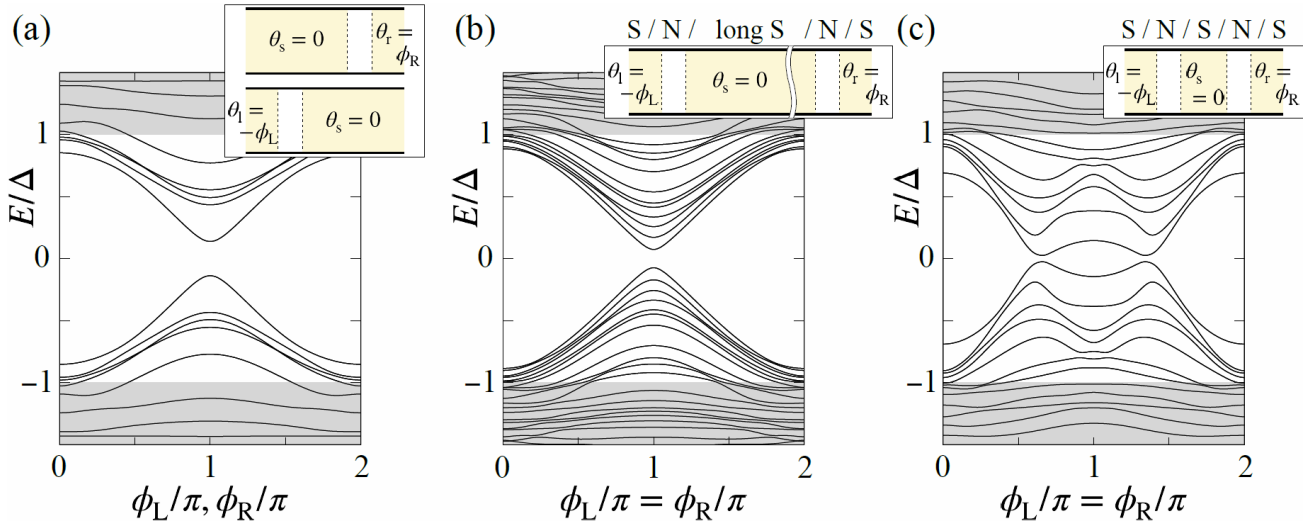 (a)
θs = 0
θr =
ϕR
θl =
−ϕL
θs = 0
E/Δ
1
0
−1
0
1
2
ϕL/π, ϕR/π
(b)
S / N / long S / N / S
θl =
−ϕL
θs = 0
θr =
ϕR
E/Δ
1
0
−1
0
1
2
ϕL/π = ϕR/π
(c)
S / N / S / N / S
θl =
−ϕL
θs
= 0
θr =
ϕR
E/Δ
1
0
−1
0
1
2
ϕL/π = ϕR/π